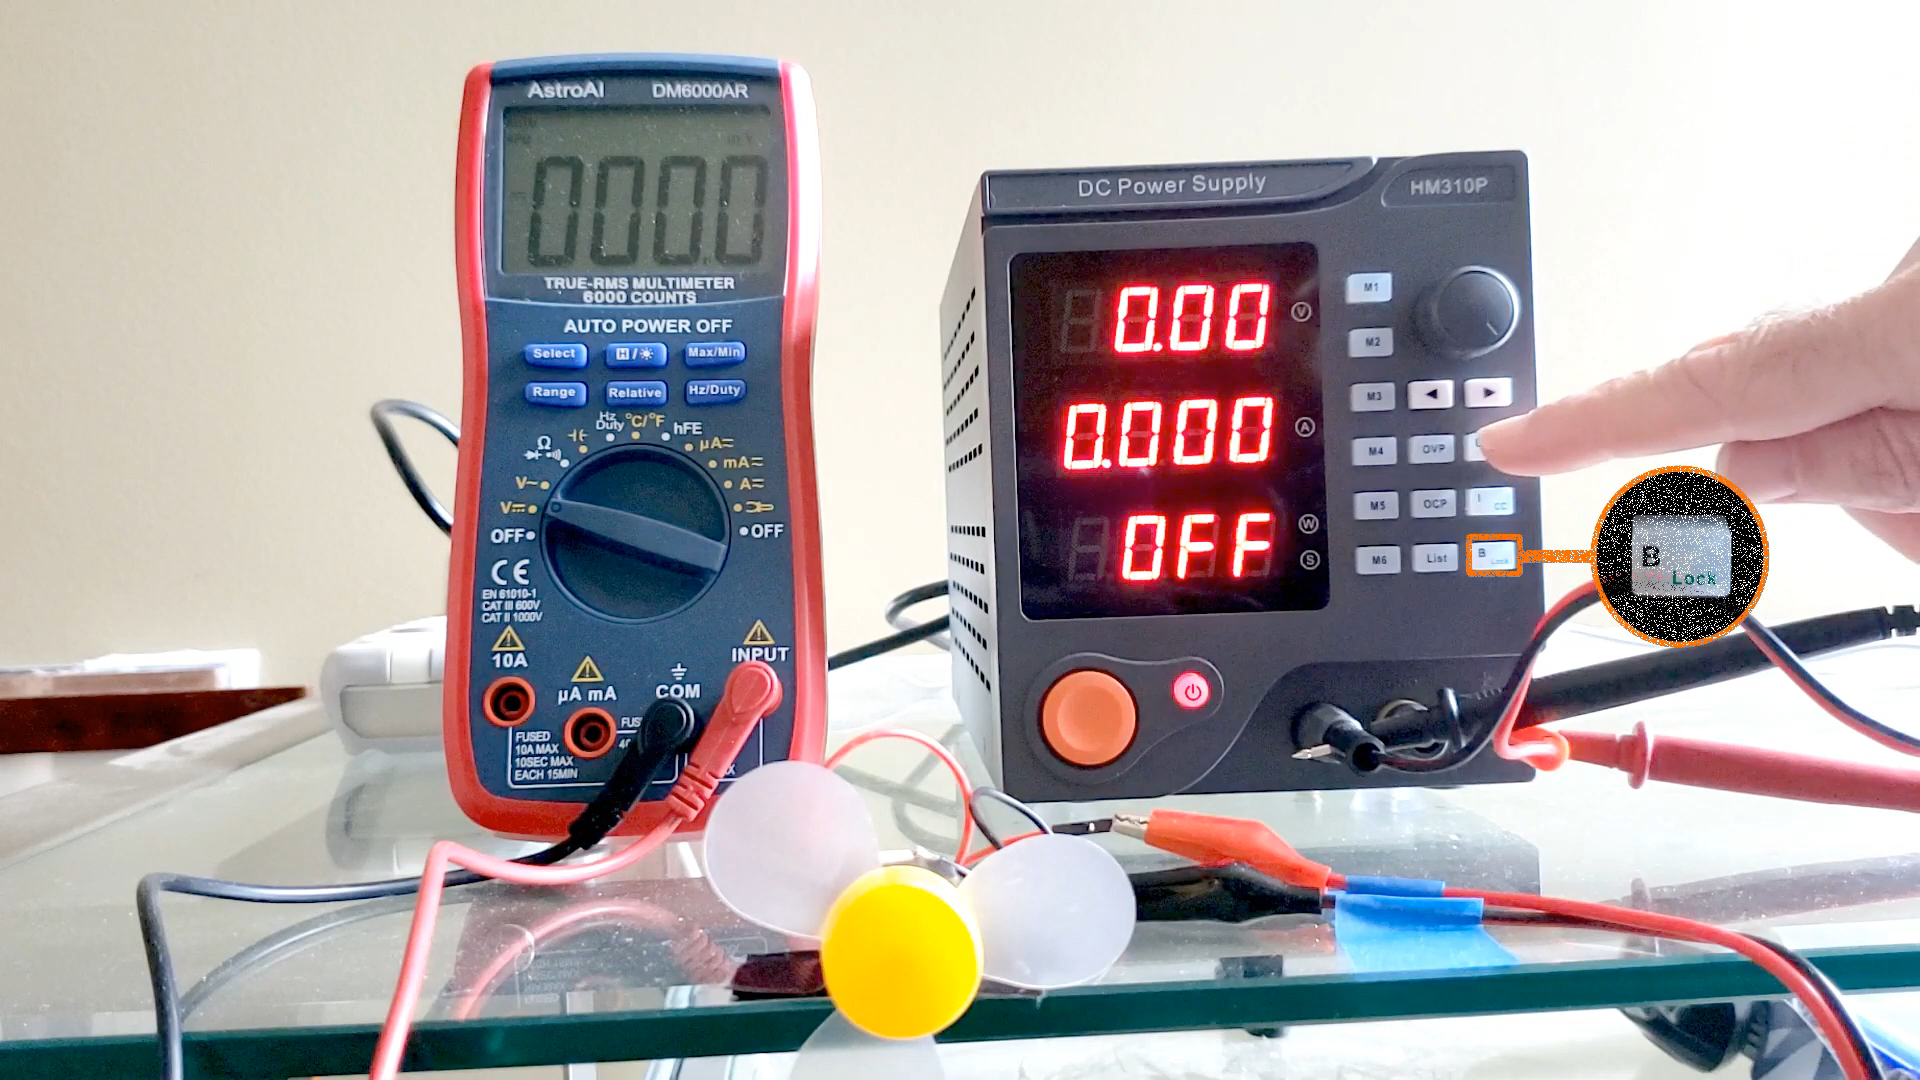 AstroAI DM6000AR
0000
TRUE-RMS MULTIMETER
6000 COUNTS
AUTO POWER OFF
Select H/ Max/Min
Range Relative Hz/Duty
Hz
Duty °C/°F hFE
Ω µA
mA
V~ A
V
OFF OFF
CE
EN 61010-1
CAT III 600V
CAT II 1000V
10A
µA mA
COM
INPUT
FUSED
10A MAX
10SEC MAX
EACH 15MIN
DC Power Supply HM310P
0.00 V
0.000 A
OFF W
S
M1
M2
M3 ◀ ▶
M4 OVP
M5 OCP I CC
M6 List B Lock
B
Lock